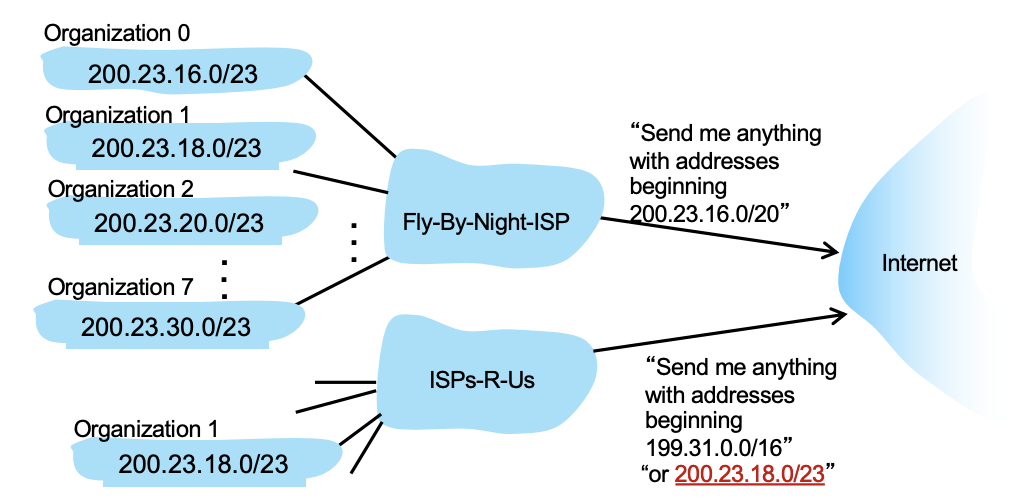 Organization 0
200.23.16.0/23
Organization 1
200.23.18.0/23
Organization 2
200.23.20.0/23
Organization 7
200.23.30.0/23
Fly-By-Night-ISP
“Send me anything
with addresses
beginning
200.23.16.0/20”
Internet
ISPs-R-Us
Organization 1
200.23.18.0/23
“Send me anything
with addresses
beginning
199.31.0.0/16”
“or 200.23.18.0/23”